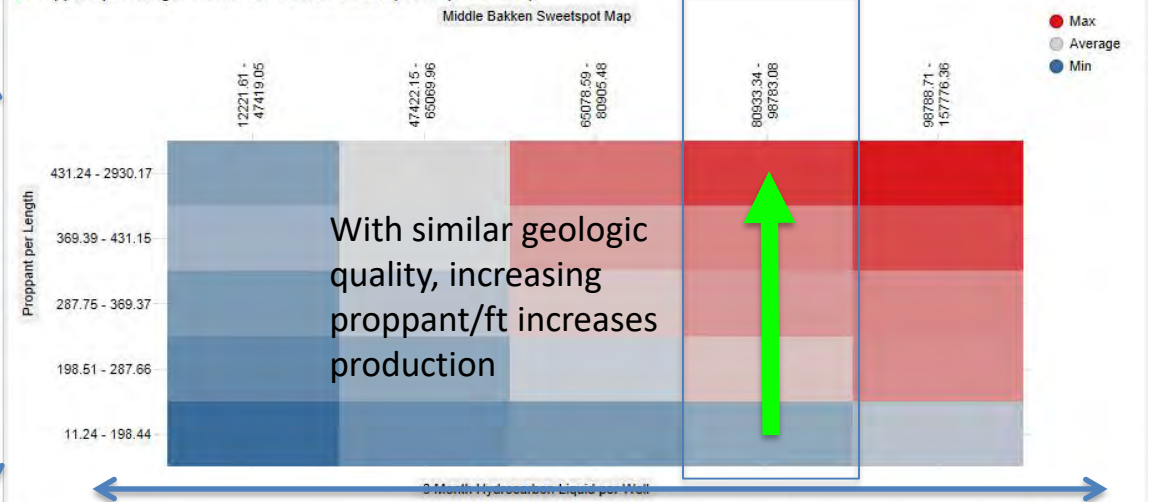 Middle Bakken Sweetspot Map
Max
Average
Min
12221.61 -
47419.05
47422.15 -
65069.96
65078.59 -
80905.48
80933.34 -
98783.08
98788.71 -
157776.36
Proppant per Length
431.24 - 2930.17
369.39 - 431.15
287.75 - 369.37
198.51 - 287.66
11.24 - 198.44
With similar geologic
quality, increasing
proppant/ft increases
production
Month Hydrocarbon Liquid per Well